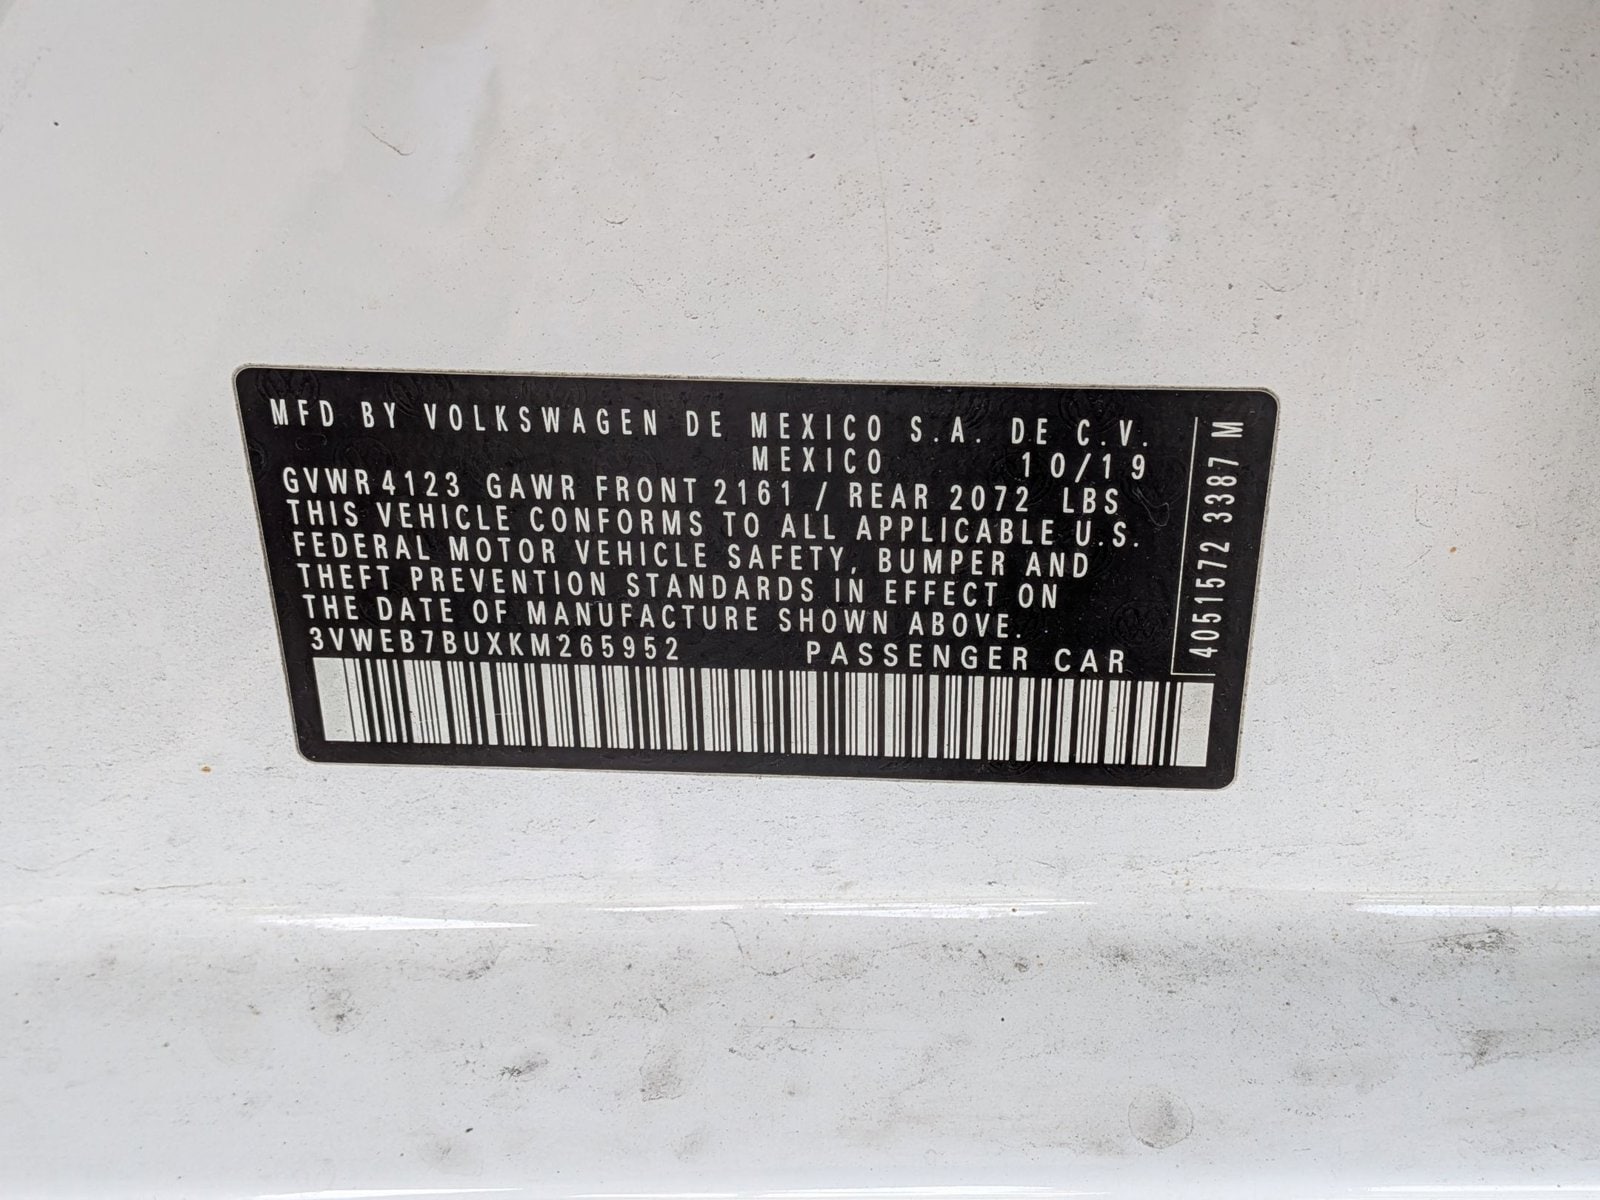 MFD BY VOLKSWAGEN DE MEXICO S.A. DE C.V.
MEXICO 10/19
GVWR 4123 GAWR FRONT 2161 / REAR 2072 LBS
THIS VEHICLE CONFORMS TO ALL APPLICABLE U.S.
FEDERAL MOTOR VEHICLE SAFETY, BUMPER AND
THEFT PREVENTION STANDARDS IN EFFECT ON
THE DATE OF MANUFACTURE SHOWN ABOVE.
3VWEB7BUXKM265952 PASSENGER CAR
4051572 3387 M